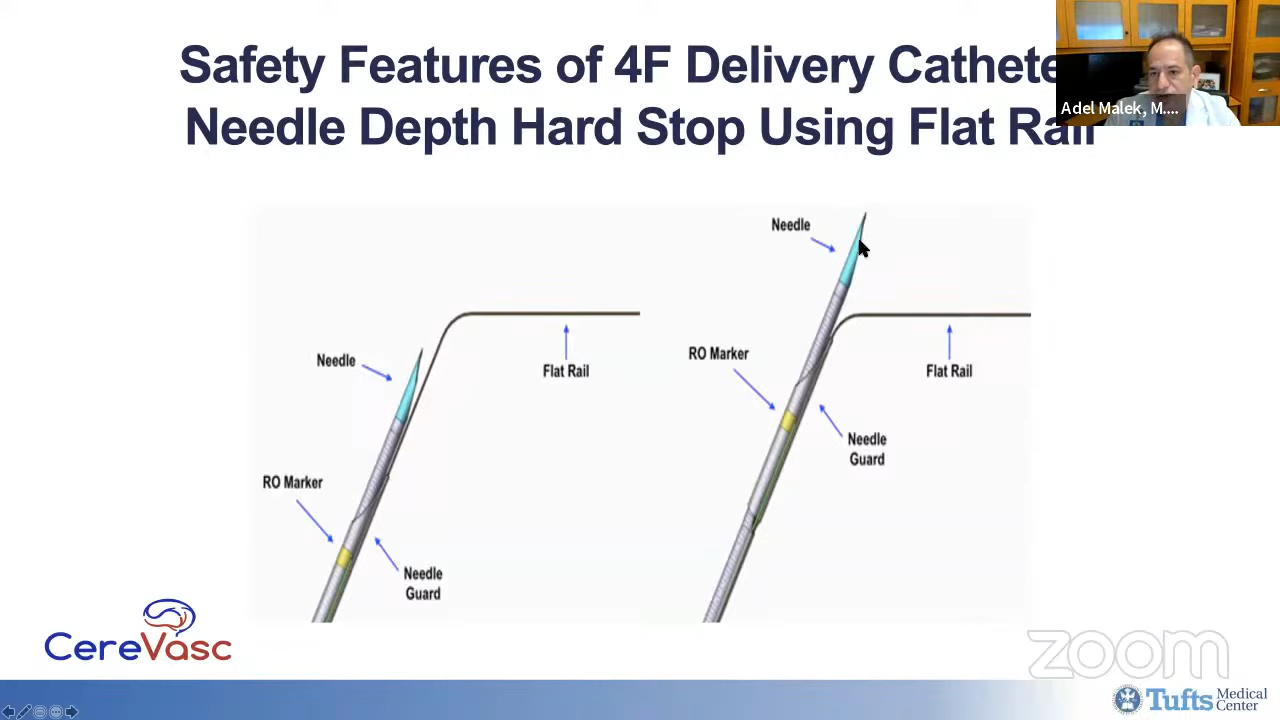 Safety Features of 4F Delivery Cathete
Needle Depth Hard Stop Using Flat Rail
Adel Malek, M....
Needle
Needle
RO Marker
Flat Rail
Flat Rail
Needle
Guard
RO Marker
Needle
Guard
CereVasc
zoom
Tufts Medical
Center